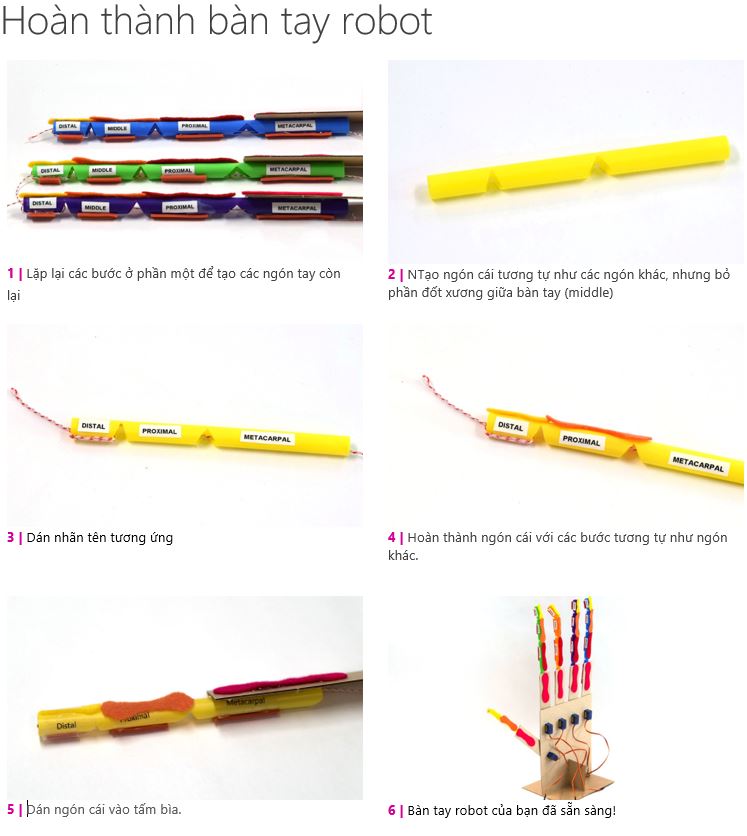 Hoàn thành bàn tay robot
DISTAL MIDDLE PROXIMAL METACARPAL
DISTAL MIDDLE PROXIMAL METACARPAL
DISTAL MIDDLE PROXIMAL METACARPAL
1 | Lặp lại các bước ở phần một để tạo các ngón tay còn
lại
2 | NTạo ngón cái tương tự như các ngón khác, nhưng bỏ
phần đốt xương giữa bàn tay (middle)
DISTAL PROXIMAL METACARPAL
3 | Dán nhãn tên tương ứng
DISTAL PROXIMAL METACARPAL
4 | Hoàn thành ngón cái với các bước tương tự như ngón
khác.
Distal Proximal Metacarpal
5 | Dán ngón cái vào tấm bìa.
6 | Bàn tay robot của bạn đã sẵn sàng!